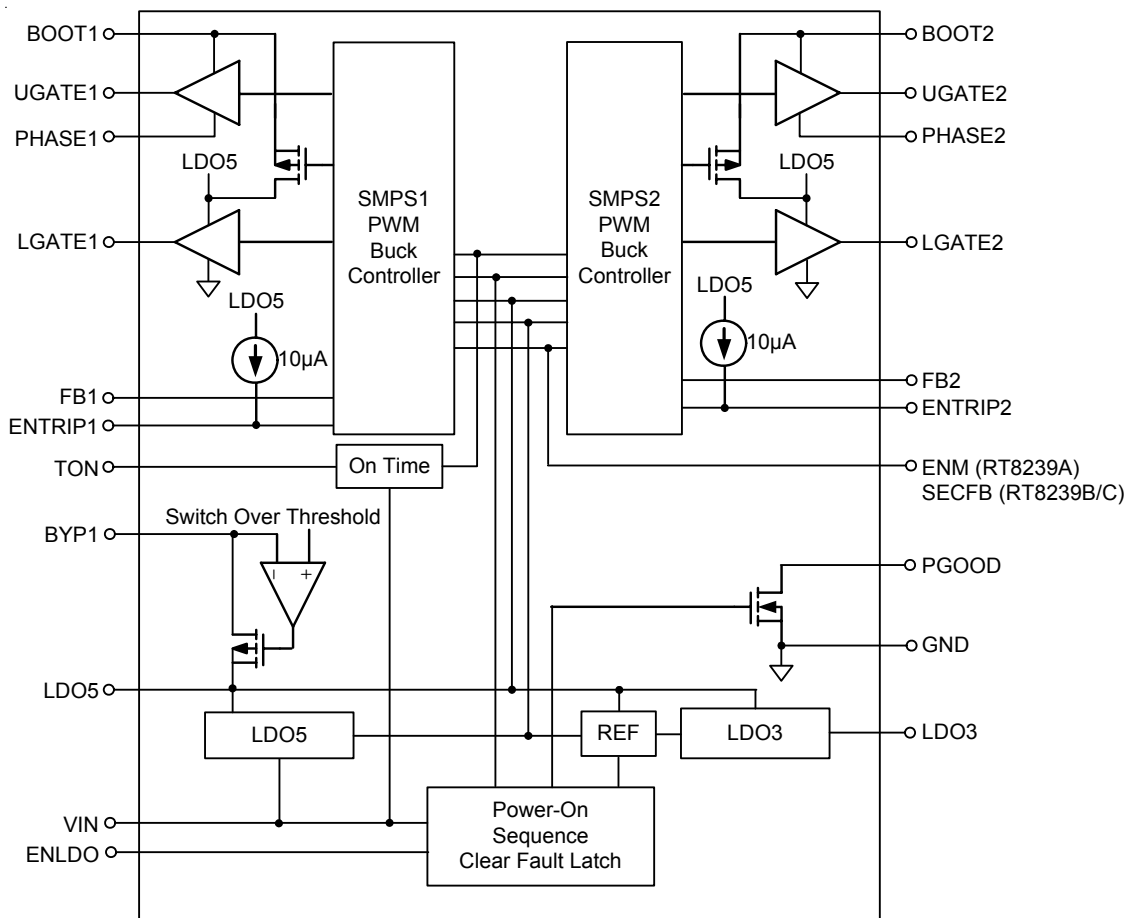 BOOT1
UGATE1
PHASE1
LDO5
LGATE1
LDO5
10µA
FB1
ENTRIP1
TON
BYP1
LDO5
VIN
ENLDO
SMPS1
PWM
Buck
Controller
SMPS2
PWM
Buck
Controller
On Time
Switch Over Threshold
- +
LDO5
REF
LDO3
Power-On
Sequence
Clear Fault Latch
BOOT2
UGATE2
PHASE2
LDO5
LGATE2
LDO5
10µA
FB2
ENTRIP2
ENM (RT8239A)
SECFB (RT8239B/C)
PGOOD
GND
LDO3